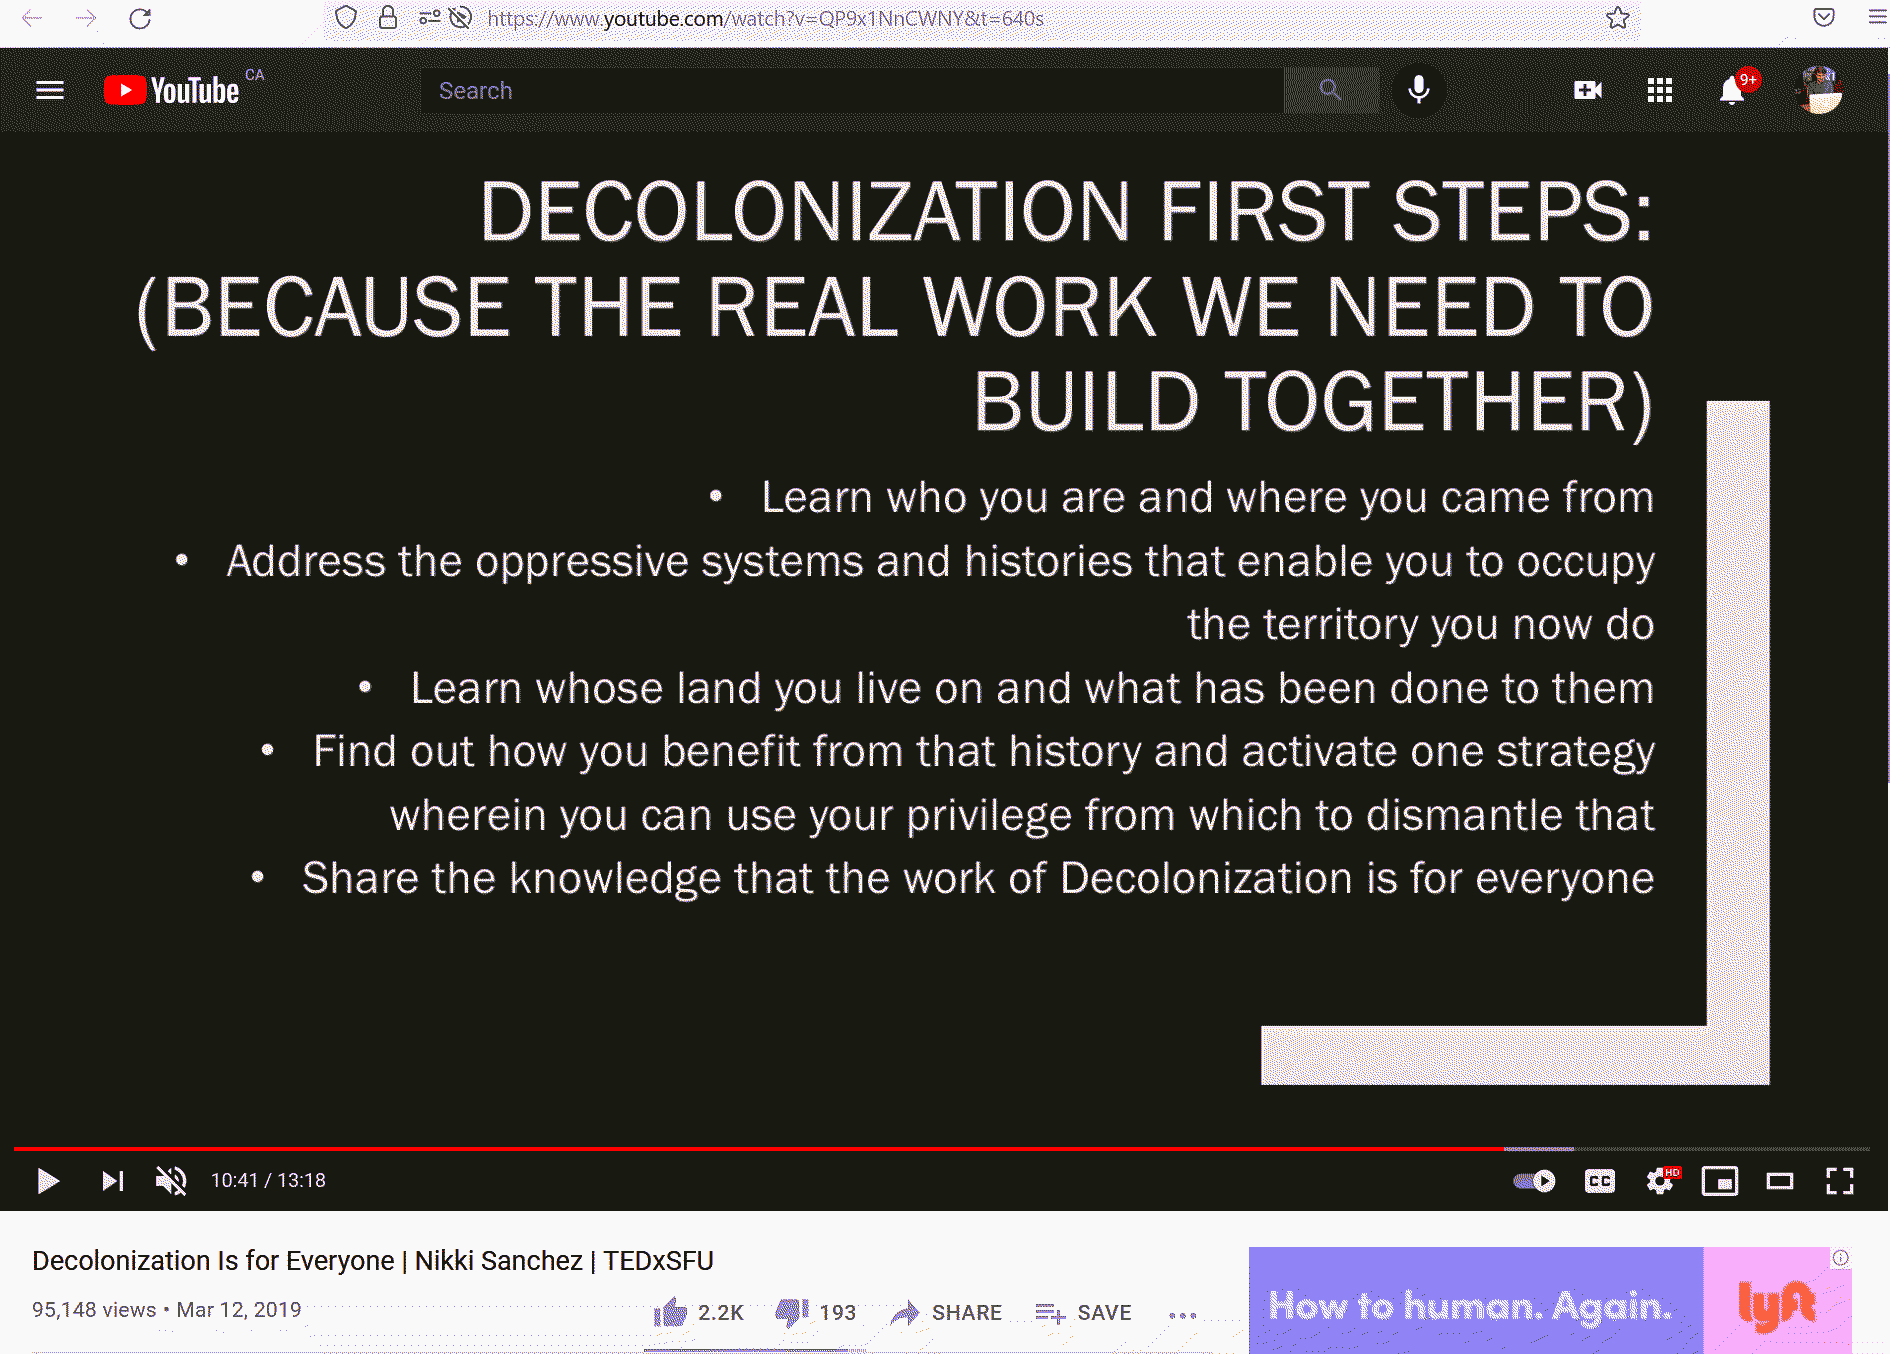 https://www.youtube.com/watch?v=QP9x1NnCWNY&t=640s
YouTube CA
Search
9+
DECOLONIZATION FIRST STEPS:
(BECAUSE THE REAL WORK WE NEED TO
BUILD TOGETHER)
• Learn who you are and where you came from
• Address the oppressive systems and histories that enable you to occupy
the territory you now do
• Learn whose land you live on and what has been done to them
• Find out how you benefit from that history and activate one strategy
wherein you can use your privilege from which to dismantle that
• Share the knowledge that the work of Decolonization is for everyone
10:41 / 13:18
CC
HD
Decolonization Is for Everyone | Nikki Sanchez | TEDxSFU
95,148 views • Mar 12, 2019
2.2K
193
SHARE
SAVE
How to human. Again.
lyft